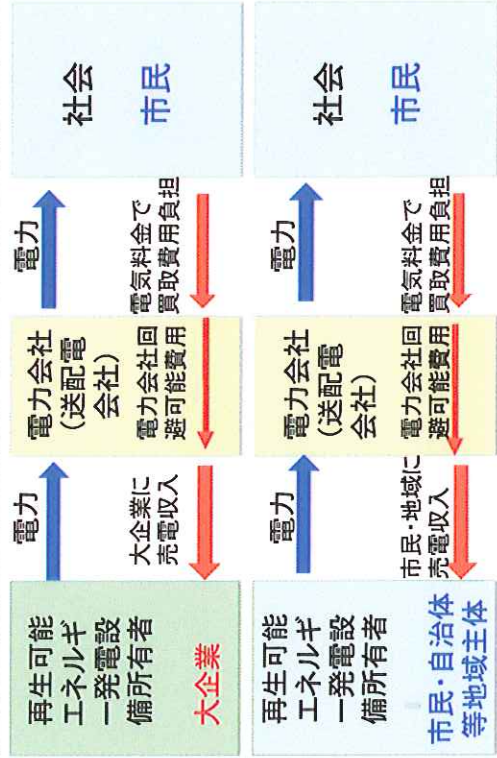 再生可能
エネルギ
ー発電設
備所有者
大企業
電力
大企業に
売電収入
電力会社
(送配電
会社)
電力会社回
避可能費用
電力
電気料金で
買取費用負担
社会
市民
再生可能
エネルギ
ー発電設
備所有者
市民・自治体
等地域主体
電力
市民・地域に
売電収入
電力会社
(送配電
会社)
電力会社回
避可能費用
電力
電気料金で
買取費用負担
社会
市民